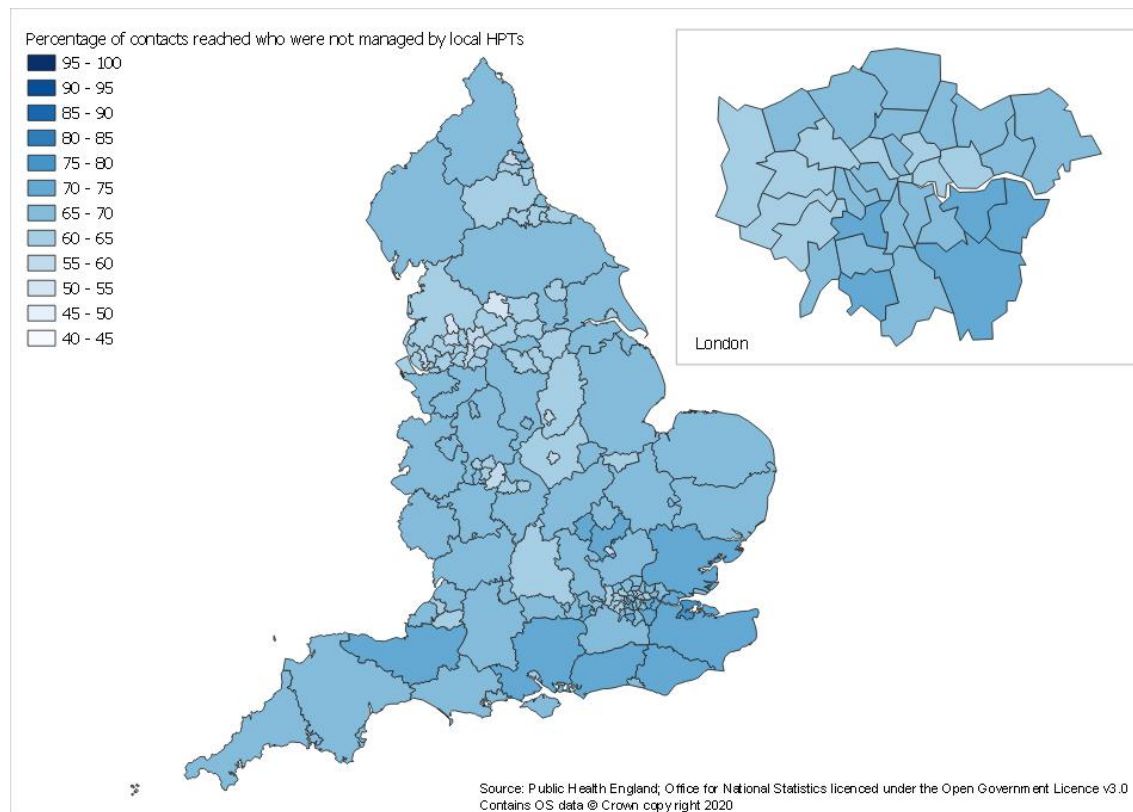 Percentage of contacts reached who were not managed by local HPTs
95 - 100
90 - 95
85 - 90
80 - 85
75 - 80
70 - 75
65 - 70
60 - 65
55 - 60
50 - 55
45 - 50
40 - 45
London
Source: Public Health England; Office for National Statistics licenced under the Open Government Licence v3.0
Contains OS data © Crown copyright 2020